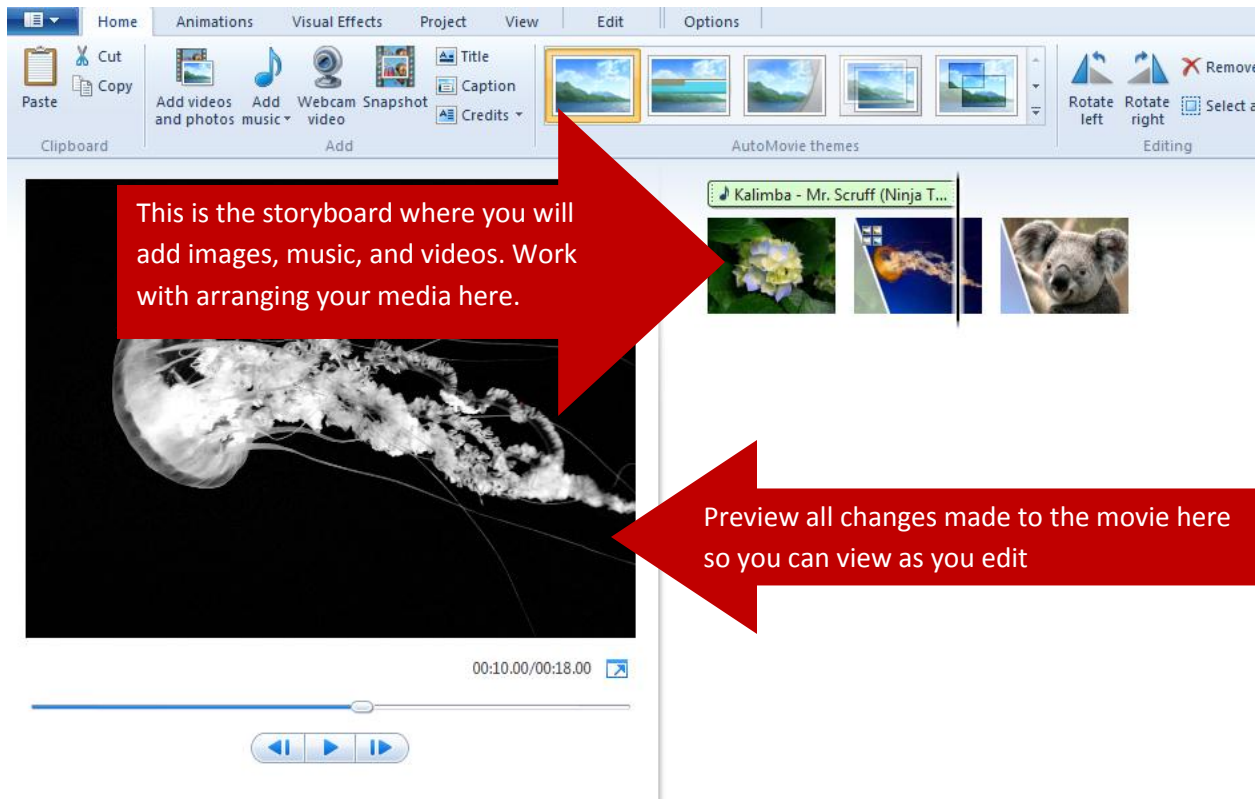 Home Animations Visual Effects Project View Edit Options
Cut
Copy
Paste
Clipboard
Add videos and photos
Add music
Webcam video
Snapshot
Title
Caption
Credits
Add
AutoMovie themes
Rotate left
Rotate right
Remove
Select a
Editing
This is the storyboard where you will
add images, music, and videos. Work
with arranging your media here.
Kalimba - Mr. Scruff (Ninja T...
Preview all changes made to the movie here
so you can view as you edit
00:10.00/00:18.00